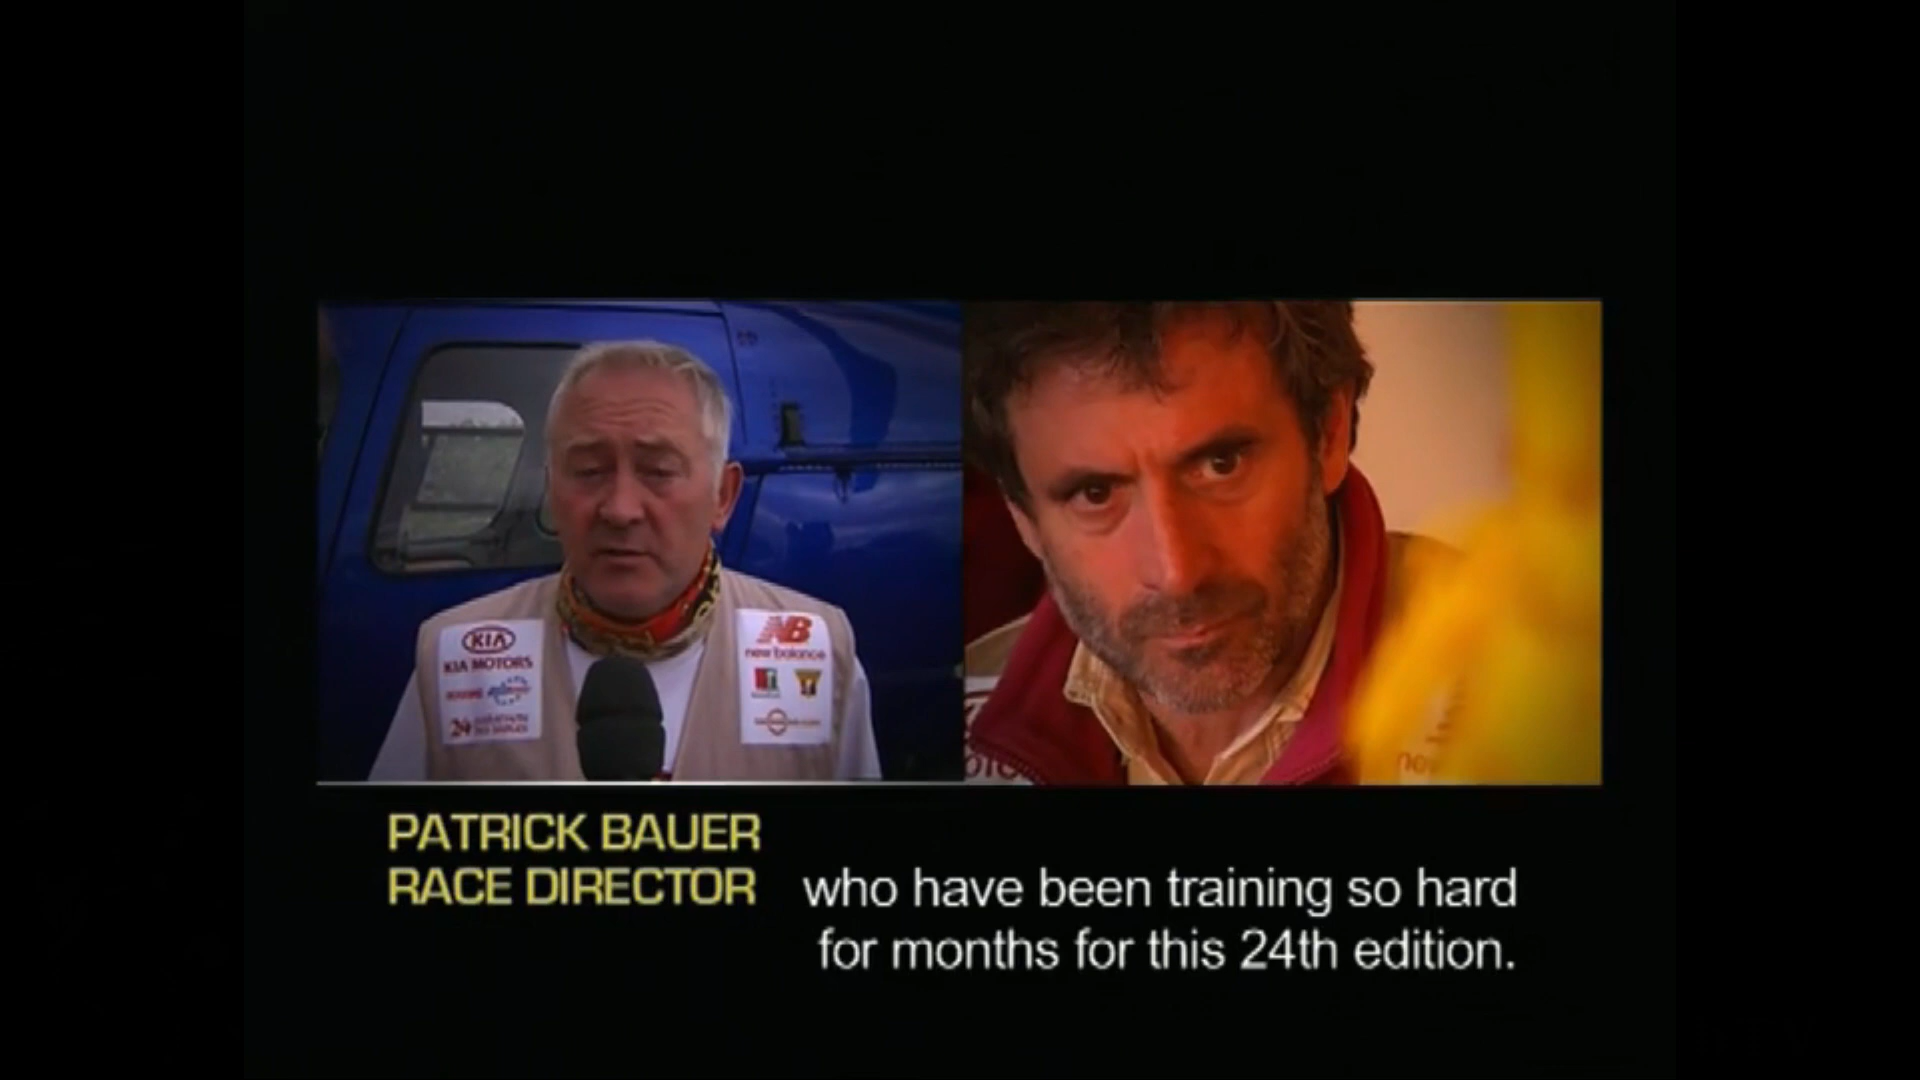 KIA
KIA MOTORS
NB
new balance
24
PATRICK BAUER
RACE DIRECTOR
who have been training so hard
for months for this 24th edition.